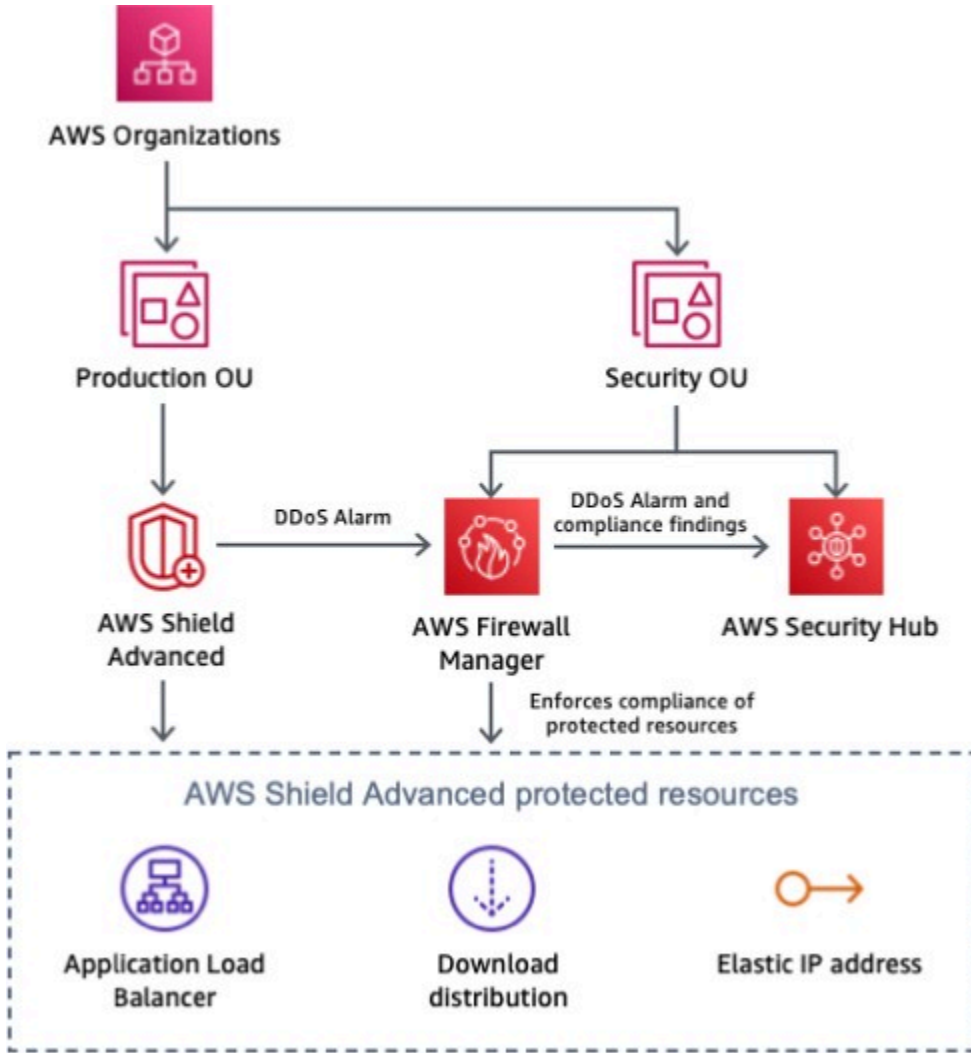 AWS Organizations
Production OU
Security OU
DDoS Alarm
DDoS Alarm and
compliance findings
AWS Shield
Advanced
AWS Firewall
Manager
AWS Security Hub
Enforces compliance of
protected resources
AWS Shield Advanced protected resources
Application Load
Balancer
Download
distribution
Elastic IP address